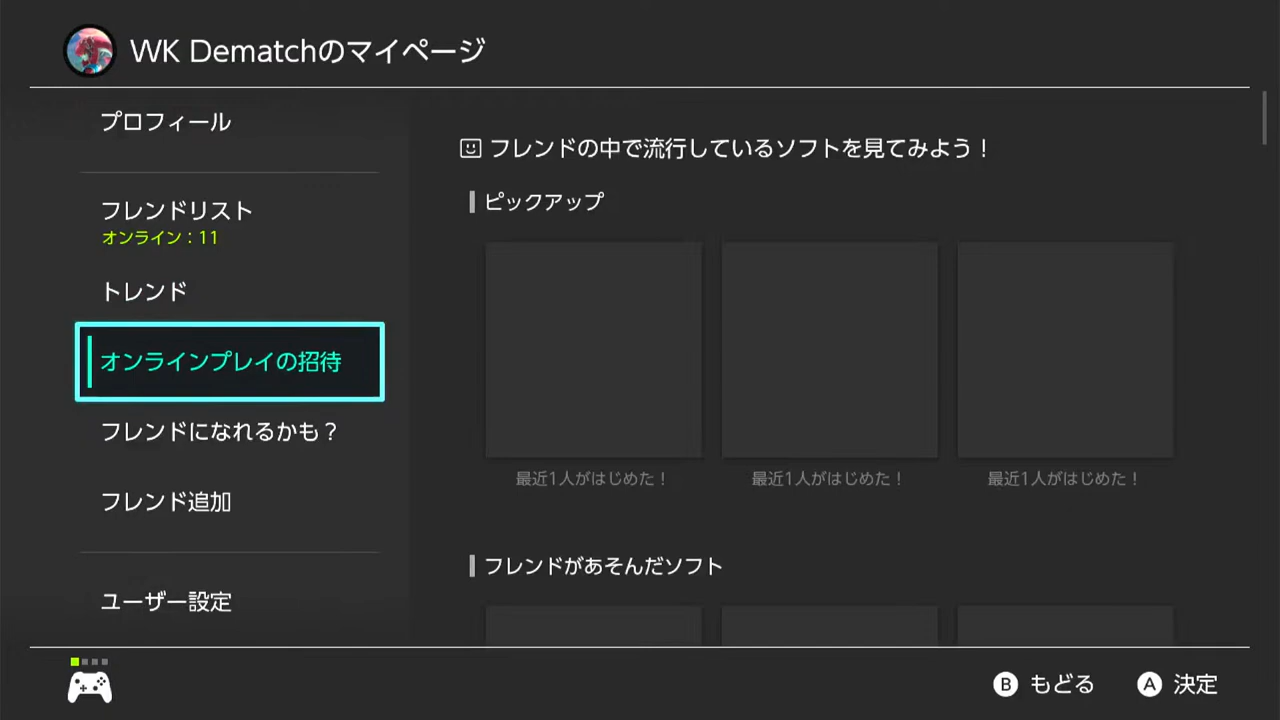 WK Dematchのマイページ
プロフィール
フレンドリスト
オンライン：11
トレンド
オンラインプレイの招待
フレンドになれるかも？
フレンド追加
ユーザー設定
フレンドの中で流行しているソフトを見てみよう！
ピックアップ
最近1人がはじめた！
最近1人がはじめた！
最近1人がはじめた！
フレンドがあそんだソフト
B もどる
A 決定